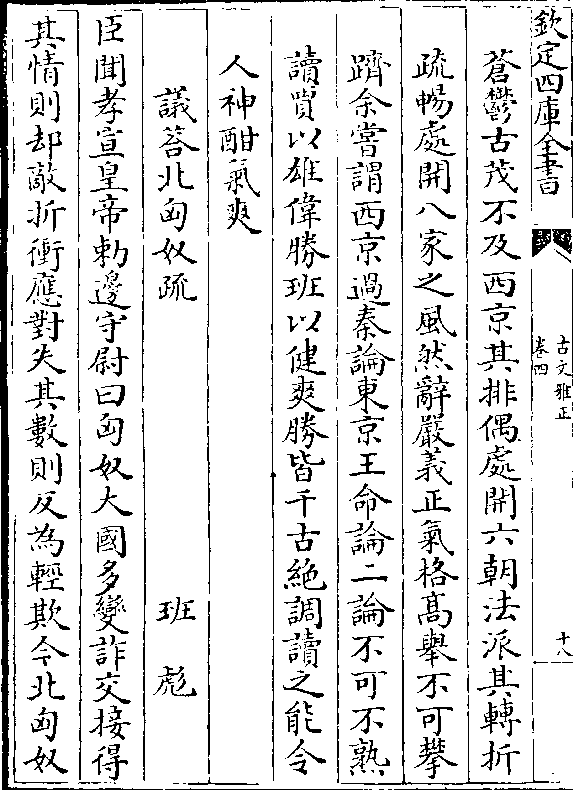 欽定四庫全書
古文雅正
卷四
十八
蒼鬱古茂不及西京其排偶處開六朝法派其轉折
疏暢處開八家之風然辭嚴義正氣格髙舉不可攀
躋余嘗謂西京過秦論東京王命論二論不可不熟
讀賈以雄偉勝班以健爽勝皆千古絶調讀之能令
人神酣氣爽
議荅北匈奴疏
班彪
臣聞孝宣皇帝勅邊守尉曰匈奴大國多變詐交接得
其情則却敵折衝應對失其數則反為輕欺今北匈奴